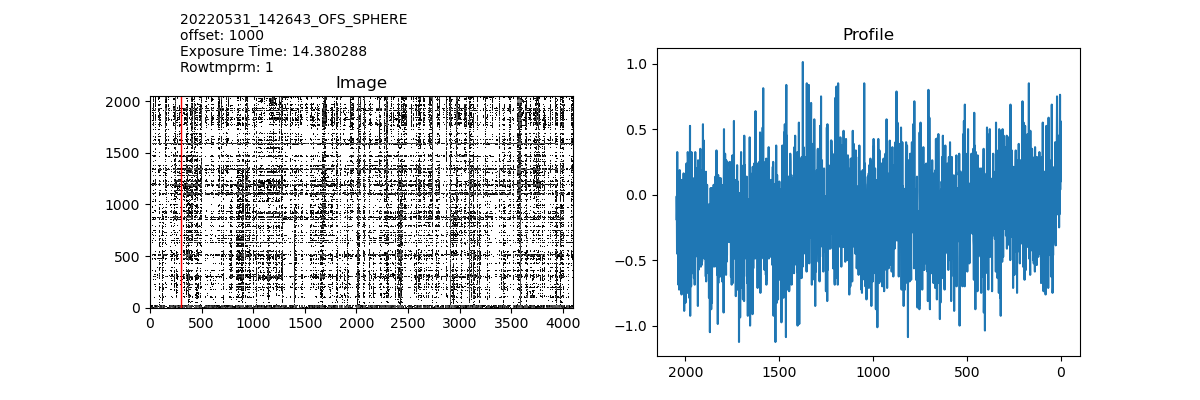 20220531_142643_OFS_SPHERE
offset: 1000
Exposure Time: 14.380288
Rowtmprm: 1
Image
2000
1500
1000
500
0
0 500 1000 1500 2000 2500 3000 3500 4000
Profile
1.0
0.5
0.0
−0.5
−1.0
2000 1500 1000 500 0